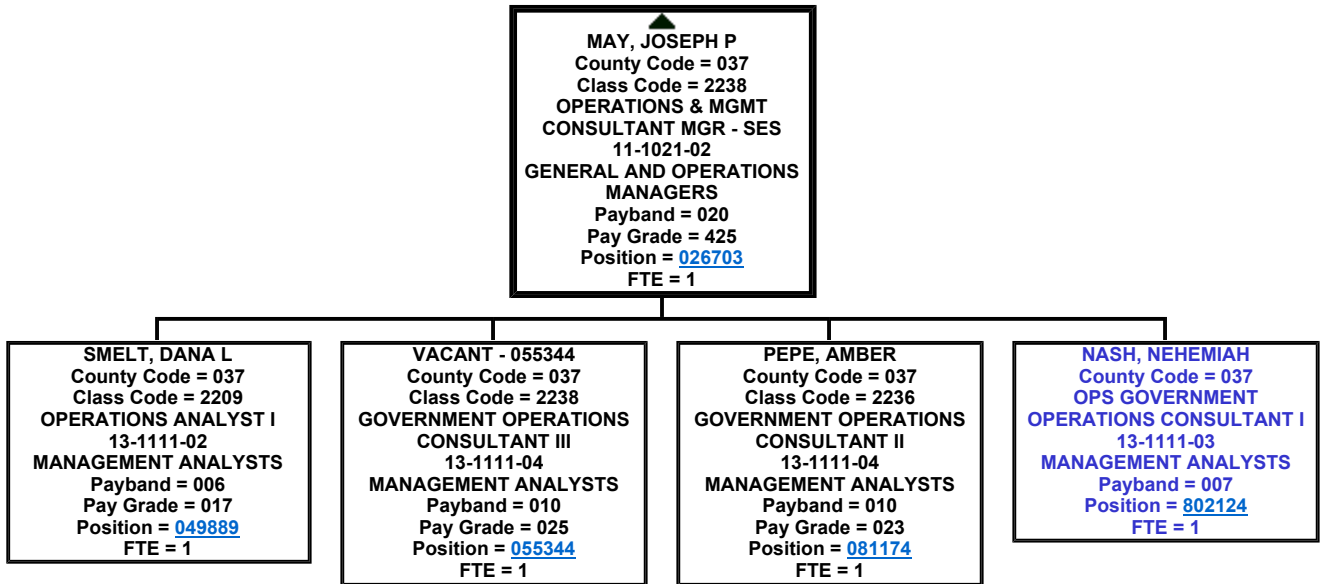 MAY, JOSEPH P
County Code = 037
Class Code = 2238
OPERATIONS & MGMT
CONSULTANT MGR - SES
11-1021-02
GENERAL AND OPERATIONS
MANAGERS
Payband = 020
Pay Grade = 425
Position = 026703
FTE = 1
SMELT, DANA L
County Code = 037
Class Code = 2209
OPERATIONS ANALYST I
13-1111-02
MANAGEMENT ANALYSTS
Payband = 006
Pay Grade = 017
Position = 049889
FTE = 1
VACANT - 055344
County Code = 037
Class Code = 2238
GOVERNMENT OPERATIONS
CONSULTANT III
13-1111-04
MANAGEMENT ANALYSTS
Payband = 010
Pay Grade = 025
Position = 055344
FTE = 1
PEPE, AMBER
County Code = 037
Class Code = 2236
GOVERNMENT OPERATIONS
CONSULTANT II
13-1111-04
MANAGEMENT ANALYSTS
Payband = 010
Pay Grade = 023
Position = 081174
FTE = 1
NASH, NEHEMIAH
County Code = 037
OPS GOVERNMENT
OPERATIONS CONSULTANT I
13-1111-03
MANAGEMENT ANALYSTS
Payband = 007
Position = 802124
FTE = 1